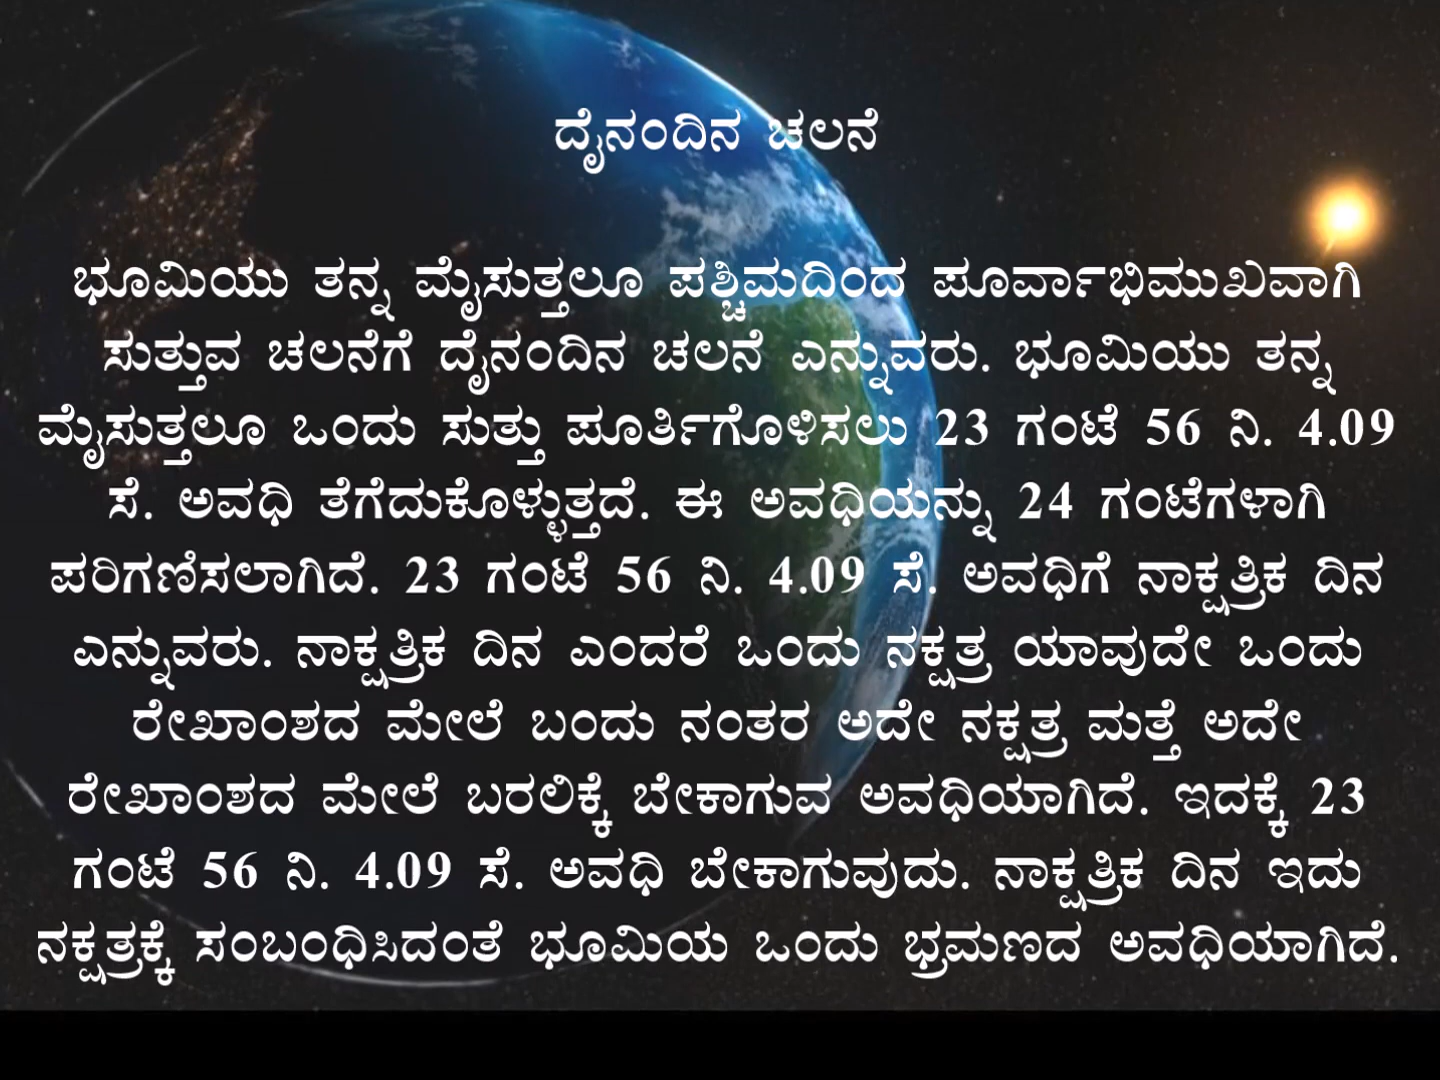 ದೈನಂದಿನ ಚಲನೆ
ಭೂಮಿಯು ತನ್ನ ಮೈಸುತ್ತಲೂ ಪಶ್ಚಿಮದಿಂದ ಪೂರ್ವಾಭಿಮುಖವಾಗಿ
ಸುತ್ತುವ ಚಲನೆಗೆ ದೈನಂದಿನ ಚಲನೆ ಎನ್ನುವರು. ಭೂಮಿಯು ತನ್ನ
ಮೈಸುತ್ತಲೂ ಒಂದು ಸುತ್ತು ಪೂರ್ತಿಗೊಳಿಸಲು 23 ಗಂಟೆ 56 ನಿ. 4.09
ಸೆ. ಅವಧಿ ತೆಗೆದುಕೊಳ್ಳುತ್ತದೆ. ಈ ಅವಧಿಯನ್ನು 24 ಗಂಟೆಗಳಾಗಿ
ಪರಿಗಣಿಸಲಾಗಿದೆ. 23 ಗಂಟೆ 56 ನಿ. 4.09 ಸೆ. ಅವಧಿಗೆ ನಾಕ್ಷತ್ರಿಕ ದಿನ
ಎನ್ನುವರು. ನಾಕ್ಷತ್ರಿಕ ದಿನ ಎಂದರೆ ಒಂದು ನಕ್ಷತ್ರ ಯಾವುದೇ ಒಂದು
ರೇಖಾಂಶದ ಮೇಲೆ ಬಂದು ನಂತರ ಅದೇ ನಕ್ಷತ್ರ ಮತ್ತೆ ಅದೇ
ರೇಖಾಂಶದ ಮೇಲೆ ಬರಲಿಕ್ಕೆ ಬೇಕಾಗುವ ಅವಧಿಯಾಗಿದೆ. ಇದಕ್ಕೆ 23
ಗಂಟೆ 56 ನಿ. 4.09 ಸೆ. ಅವಧಿ ಬೇಕಾಗುವುದು. ನಾಕ್ಷತ್ರಿಕ ದಿನ ಇದು
ನಕ್ಷತ್ರಕ್ಕೆ ಸಂಬಂಧಿಸಿದಂತೆ ಭೂಮಿಯ ಒಂದು ಭ್ರಮಣದ ಅವಧಿಯಾಗಿದೆ.